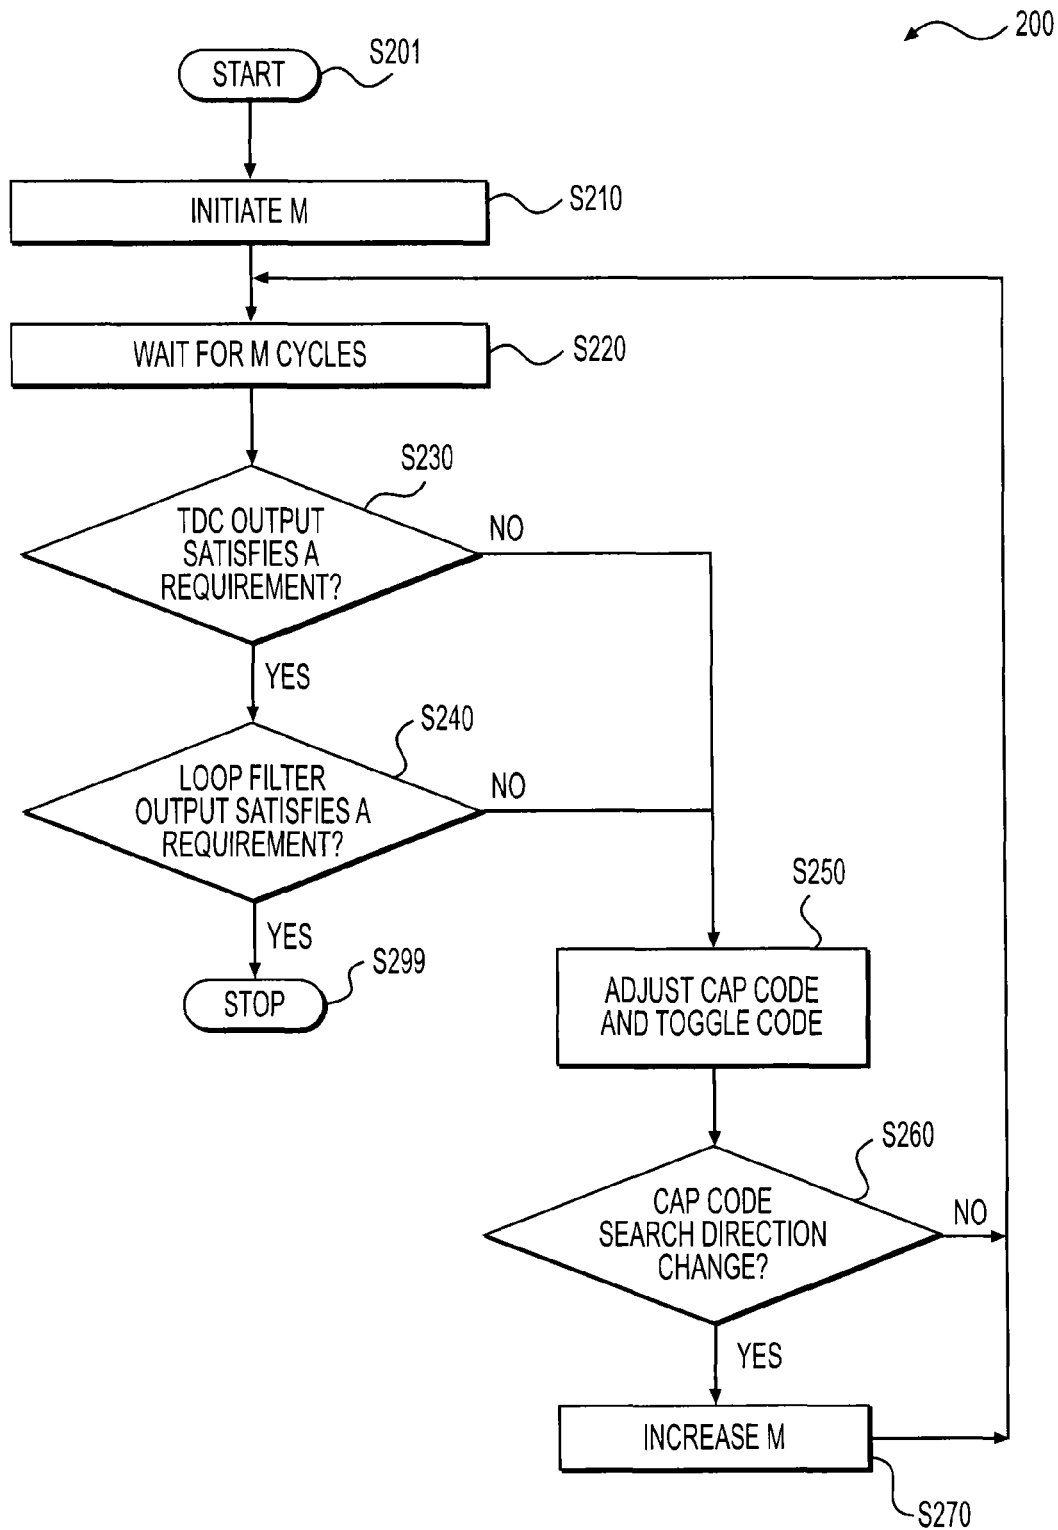 200
START
S201
INITIATE M
S210
WAIT FOR M CYCLES
S220
S230
TDC OUTPUT
SATISFIES A
REQUIREMENT?
NO
YES
S240
LOOP FILTER
OUTPUT SATISFIES A
REQUIREMENT?
NO
YES
STOP
S299
S250
ADJUST CAP CODE
AND TOGGLE CODE
S260
CAP CODE
SEARCH DIRECTION
CHANGE?
NO
YES
INCREASE M
S270